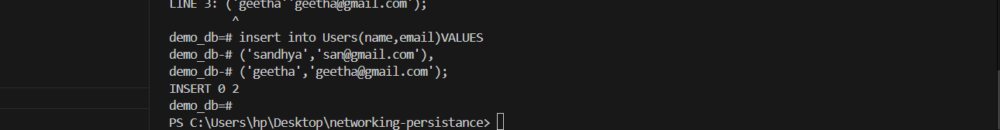 LINE 3: ('geetha''geetha@gmail.com');
^
demo_db=# insert into Users(name,email)VALUES
demo_db-# ('sandhya','san@gmail.com'),
demo_db-# ('geetha','geetha@gmail.com');
INSERT 0 2
demo_db=#
PS C:\Users\hp\Desktop\networking-persistance>